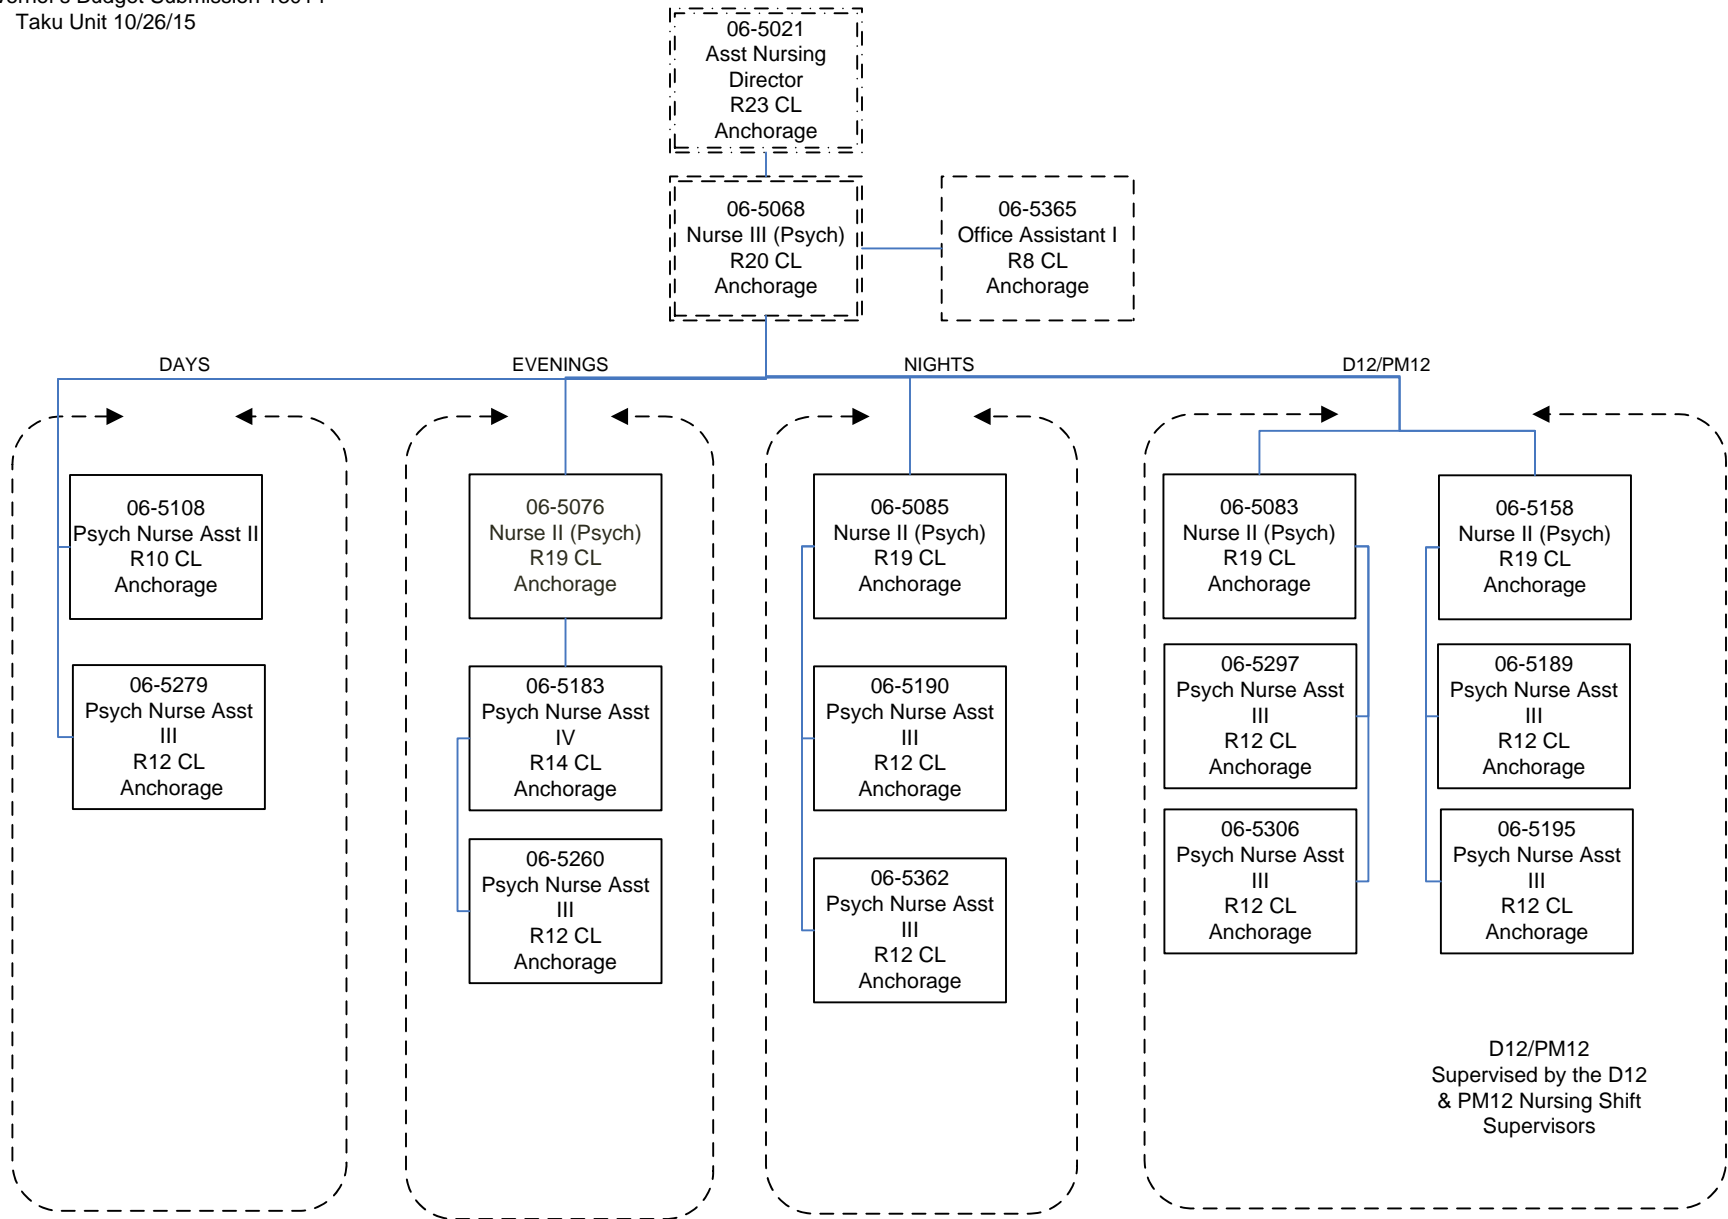 Budget Submission
Taku Unit 10/26/15
06-5021
Asst Nursing
Director
R23 CL
Anchorage
06-5068
Nurse III (Psych)
R20 CL
Anchorage
06-5365
Office Assistant I
R8 CL
Anchorage
DAYS
EVENINGS
NIGHTS
D12/PM12
06-5108
Psych Nurse Asst II
R10 CL
Anchorage
06-5279
Psych Nurse Asst
III
R12 CL
Anchorage
06-5076
Nurse II (Psych)
R19 CL
Anchorage
06-5183
Psych Nurse Asst
IV
R14 CL
Anchorage
06-5260
Psych Nurse Asst
III
R12 CL
Anchorage
06-5085
Nurse II (Psych)
R19 CL
Anchorage
06-5190
Psych Nurse Asst
III
R12 CL
Anchorage
06-5362
Psych Nurse Asst
III
R12 CL
Anchorage
06-5083
Nurse II (Psych)
R19 CL
Anchorage
06-5297
Psych Nurse Asst
III
R12 CL
Anchorage
06-5306
Psych Nurse Asst
III
R12 CL
Anchorage
06-5158
Nurse II (Psych)
R19 CL
Anchorage
06-5189
Psych Nurse Asst
III
R12 CL
Anchorage
06-5195
Psych Nurse Asst
III
R12 CL
Anchorage
D12/PM12
Supervised by the D12
& PM12 Nursing Shift
Supervisors